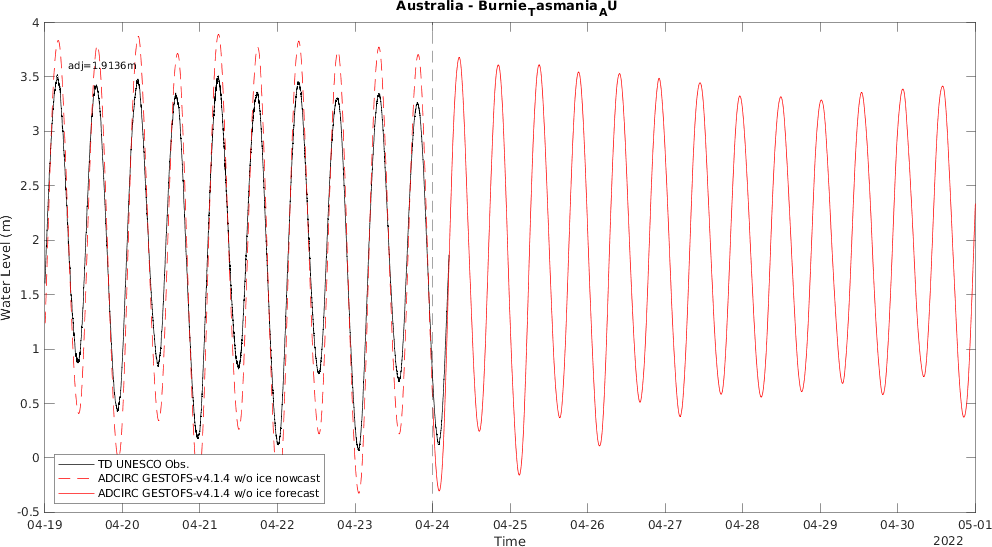 Australia - Burnie_Tasmania_AU
4
adj=1.9136m
3.5
3
2.5
2
1.5
1
0.5
0
-0.5
Water Level (m)
TD UNESCO Obs.
ADCIRC GESTOFS-v4.1.4 w/o ice nowcast
ADCIRC GESTOFS-v4.1.4 w/o ice forecast
04-19 04-20 04-21 04-22 04-23 04-24 04-25 04-26 04-27 04-28 04-29 04-30 05-01
Time
2022